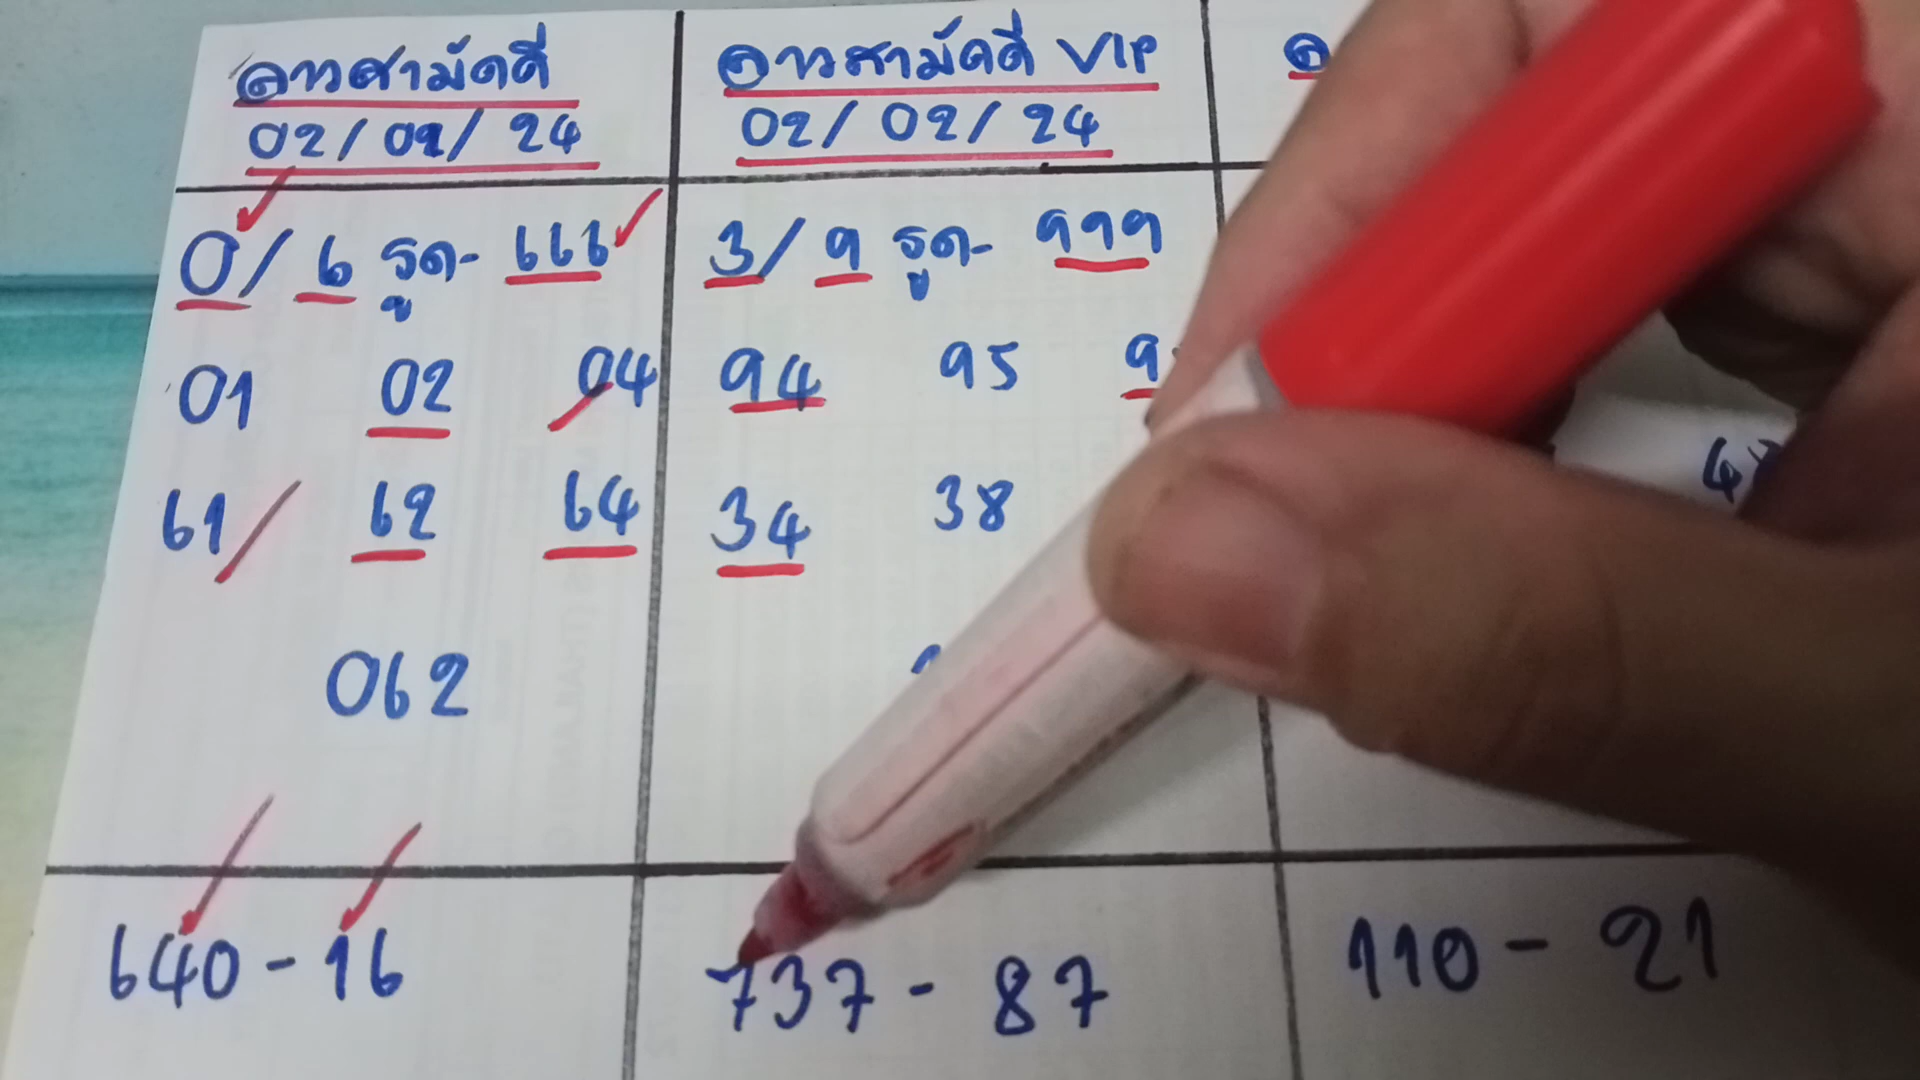 ลาวสามัคคี
02/02/24
0/6 รูด- 666
01 02 04
61 62 64
062
640-16
ลาวสามัคคี VIP
02/02/24
3/9 รูด- 999
94 95
34 38
737-87
110-21